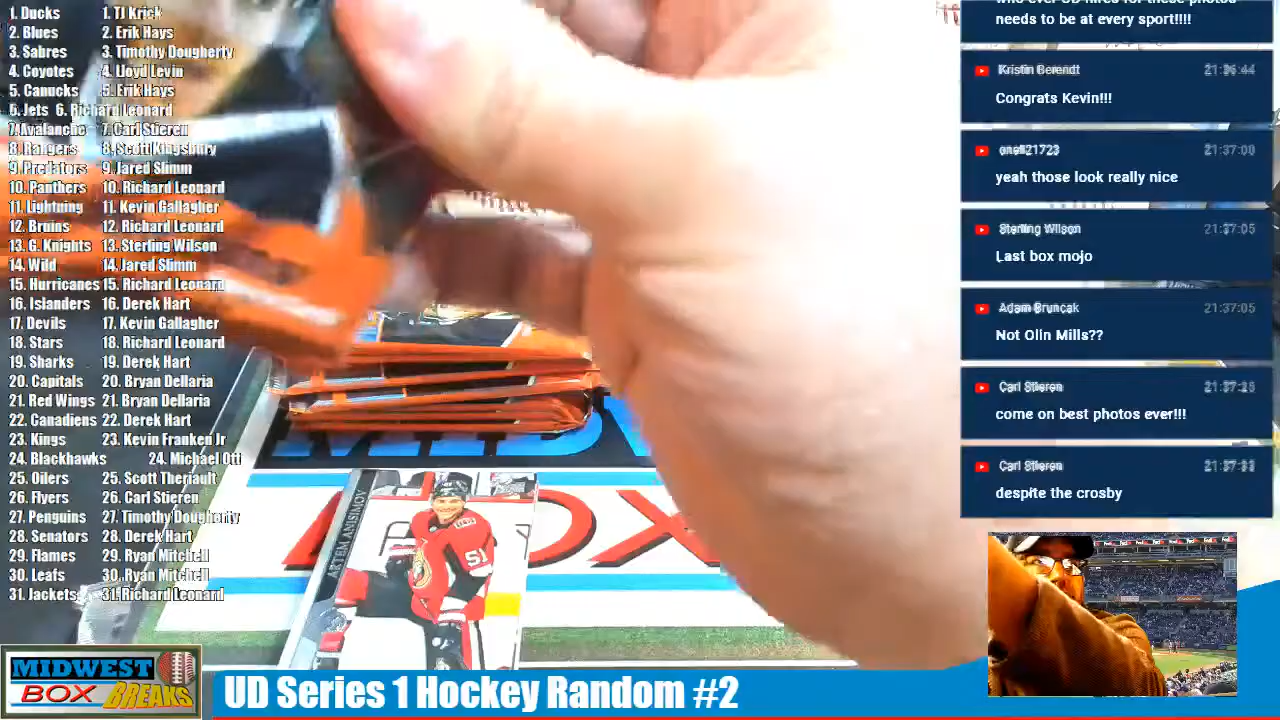 1. Ducks 1. TJ Krick
2. Blues 2. Erik Hays
3. Sabres 3. Timothy Dougherty
4. Coyotes 4. Lloyd Levin
5. Canucks 5. Erik Hays
6. Jets 6. Richard Leonard
7. Avalanche 7. Carl Stieren
8. Rangers 8. Scott Kingsbury
9. Predators 9. Jared Slimm
10. Panthers 10. Richard Leonard
11. Lightning 11. Kevin Gallagher
12. Bruins 12. Richard Leonard
13. G. Knights 13. Sterling Wilson
14. Wild 14. Jared Slimm
15. Hurricanes 15. Richard Leonard
16. Islanders 16. Derek Hart
17. Devils 17. Kevin Gallagher
18. Stars 18. Richard Leonard
19. Sharks 19. Derek Hart
20. Capitals 20. Bryan Dellaria
21. Red Wings 21. Bryan Dellaria
22. Canadiens 22. Derek Hart
23. Kings 23. Kevin Franken Jr
24. Blackhawks 24. Michael Ott
25. Oilers 25. Scott Theriault
26. Flyers 26. Carl Stieren
27. Penguins 27. Timothy Dougherty
28. Senators 28. Derek Hart
29. Flames 29. Ryan Mitchell
30. Leafs 30. Ryan Mitchell
31. Jackets 31. Richard Leonard
needs to be at every sport!!!!
Kristin Berendt 21:36:44
Congrats Kevin!!!
21:37:00
yeah those look really nice
Sterling Wilson 21:37:05
Last box mojo
Adam Bruncak 21:37:05
Not Olin Mills??
Carl Stieren 21:37:25
come on best photos ever!!!
Carl Stieren 21:37:33
despite the crosby
ARTEM ANISIMOV
51
MIDWEST
BOX BREAKS
UD Series 1 Hockey Random #2